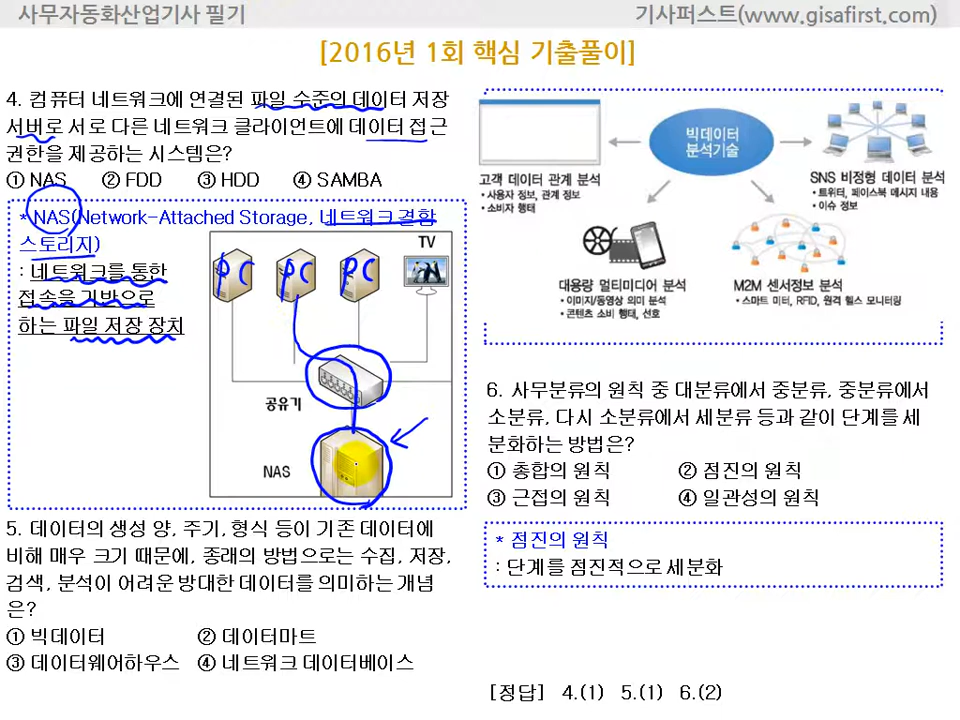 사무자동화산업기사 필기
기사퍼스트(www.gisafirst.com)
[2016년 1회 핵심 기출풀이]
4. 컴퓨터 네트워크에 연결된 파일 수준의 데이터 저장
서버로 서로 다른 네트워크 클라이언트에 데이터 접근
권한을 제공하는 시스템은?
① NAS ② FDD ③ HDD ④ SAMBA
* NAS(Network-Attached Storage, 네트워크 결합
스토리지)
: 네트워크를 통한
접속을 기반으로
하는 파일 저장 장치
TV
PC PC PC
공유기
NAS
5. 데이터의 생성 양, 주기, 형식 등이 기존 데이터에
비해 매우 크기 때문에, 종래의 방법으로는 수집, 저장,
검색, 분석이 어려운 방대한 데이터를 의미하는 개념
은?
① 빅데이터 ② 데이터마트
③ 데이터웨어하우스 ④ 네트워크 데이터베이스
빅데이터
분석기술
고객 데이터 관계 분석
• 사용자 정보, 관계 정보
• 소비자 행태
SNS 비정형 데이터 분석
• 트위터, 페이스북 메시지 내용
• 이슈 정보
대용량 멀티미디어 분석
• 이미지/동영상 의미 분석
• 콘텐츠 소비 행태, 선호
M2M 센서정보 분석
• 스마트 미터, RFID, 원격 헬스 모니터링
6. 사무분류의 원칙 중 대분류에서 중분류, 중분류에서
소분류, 다시 소분류에서 세분류 등과 같이 단계를 세
분화하는 방법은?
① 총합의 원칙 ② 점진의 원칙
③ 근접의 원칙 ④ 일관성의 원칙
* 점진의 원칙
: 단계를 점진적으로 세분화
[정답] 4.(1) 5.(1) 6.(2)